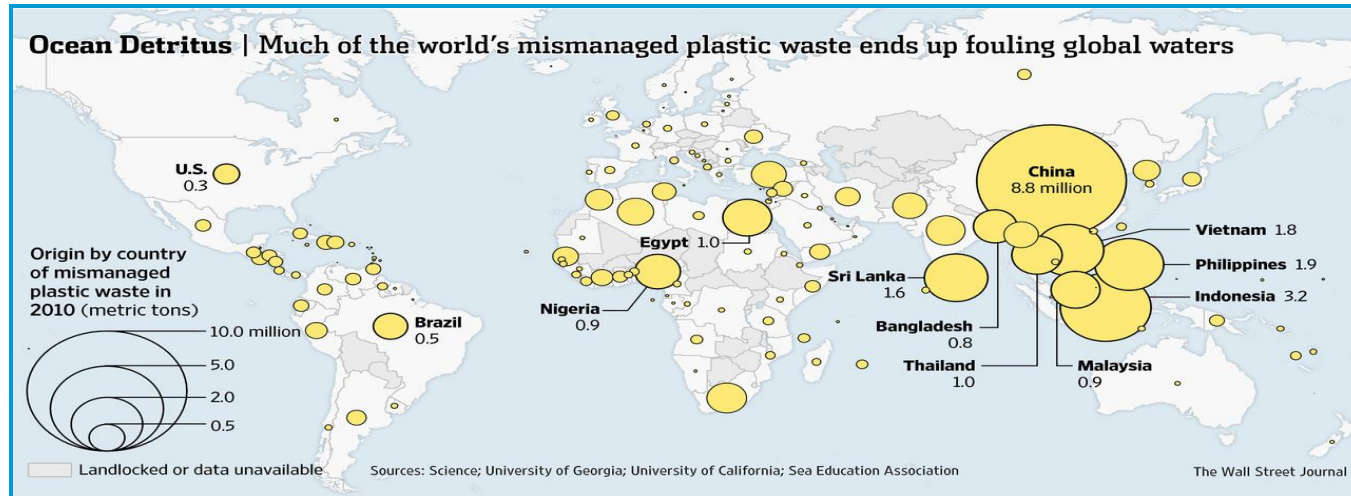 Ocean Detritus | Much of the world's mismanaged plastic waste ends up fouling global waters
U.S.
0.3
China
8.8 million
Egypt 1.0
Vietnam 1.8
Philippines 1.9
Indonesia 3.2
Sri Lanka
1.6
Nigeria
0.9
Bangladesh
0.8
Thailand
1.0
Malaysia
0.9
Brazil
0.5
Origin by country
of mismanaged
plastic waste in
2010 (metric tons)
10.0 million
5.0
2.0
0.5
Landlocked or data unavailable
Sources: Science; University of Georgia; University of California; Sea Education Association
The Wall Street Journal